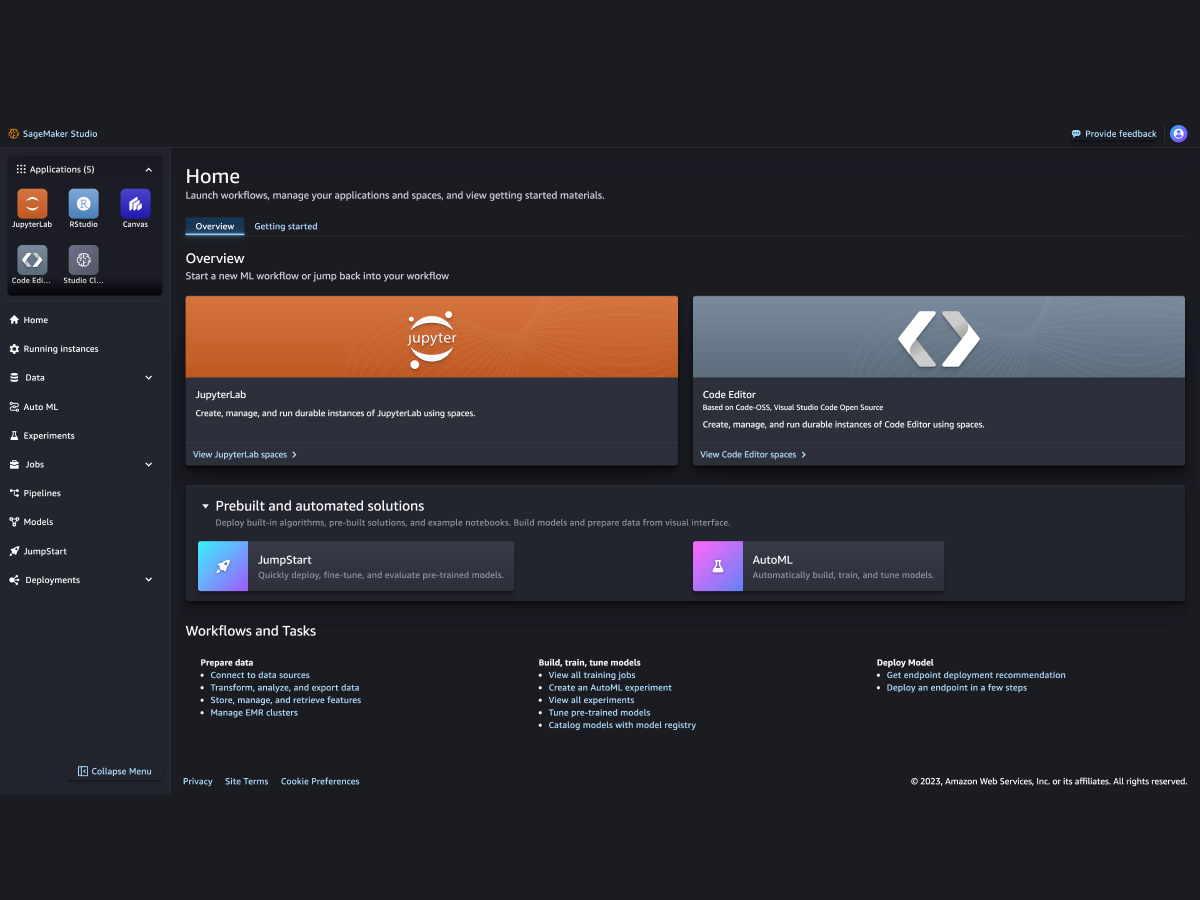 SageMaker Studio
Provide feedback
Applications (5)
JupyterLab
RStudio
Canvas
Code Edi...
Studio Cl...
Home
Running instances
Data
Auto ML
Experiments
Jobs
Pipelines
Models
JumpStart
Deployments
Collapse Menu
Home
Launch workflows, manage your applications and spaces, and view getting started materials.
Overview
Getting started
Overview
Start a new ML workflow or jump back into your workflow
jupyter
JupyterLab
Create, manage, and run durable instances of JupyterLab using spaces.
View JupyterLab spaces
Code Editor
Based on Code-OSS, Visual Studio Code Open Source
Create, manage, and run durable instances of Code Editor using spaces.
View Code Editor spaces
Prebuilt and automated solutions
Deploy built-in algorithms, pre-built solutions, and example notebooks. Build models and prepare data from visual interface.
JumpStart
Quickly deploy, fine-tune, and evaluate pre-trained models.
AutoML
Automatically build, train, and tune models.
Workflows and Tasks
Prepare data
Connect to data sources
Transform, analyze, and export data
Store, manage, and retrieve features
Manage EMR clusters
Build, train, tune models
View all training jobs
Create an AutoML experiment
View all experiments
Tune pre-trained models
Catalog models with model registry
Deploy Model
Get endpoint deployment recommendation
Deploy an endpoint in a few steps
Privacy
Site Terms
Cookie Preferences
© 2023, Amazon Web Services, Inc. or its affiliates. All rights reserved.